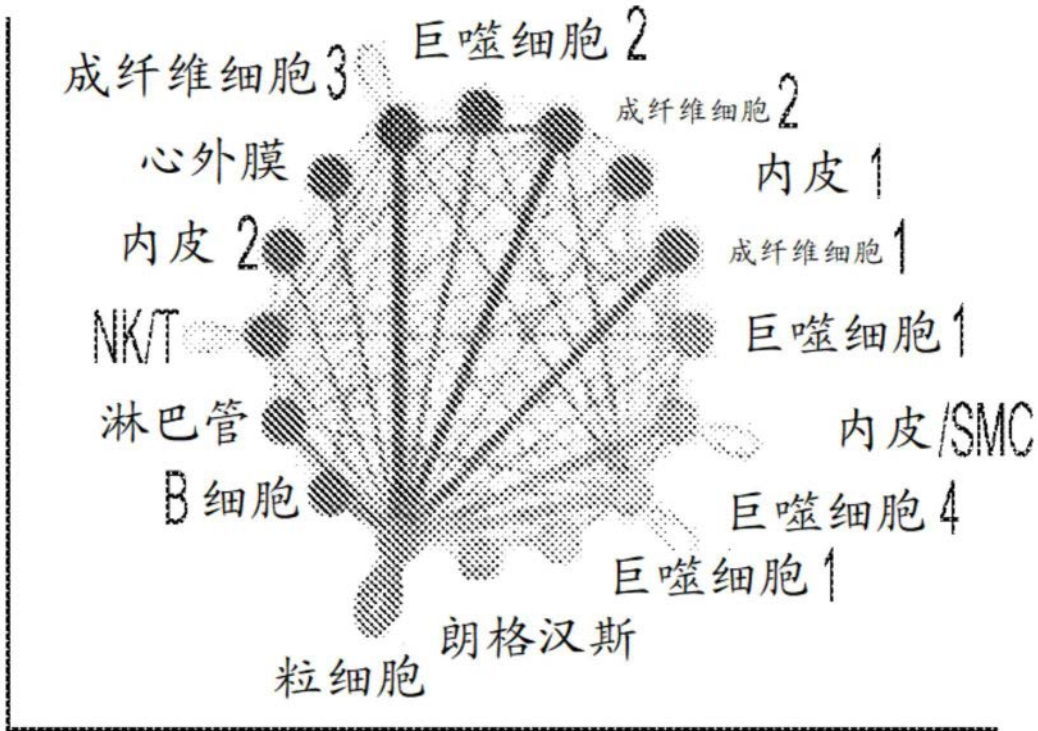 巨噬细胞 2
成纤维细胞 3
成纤维细胞 2
心外膜
内皮 1
内皮 2
成纤维细胞 1
NK/T
巨噬细胞 1
淋巴管
内皮/SMC
B 细胞
巨噬细胞 4
巨噬细胞 1
朗格汉斯
粒细胞